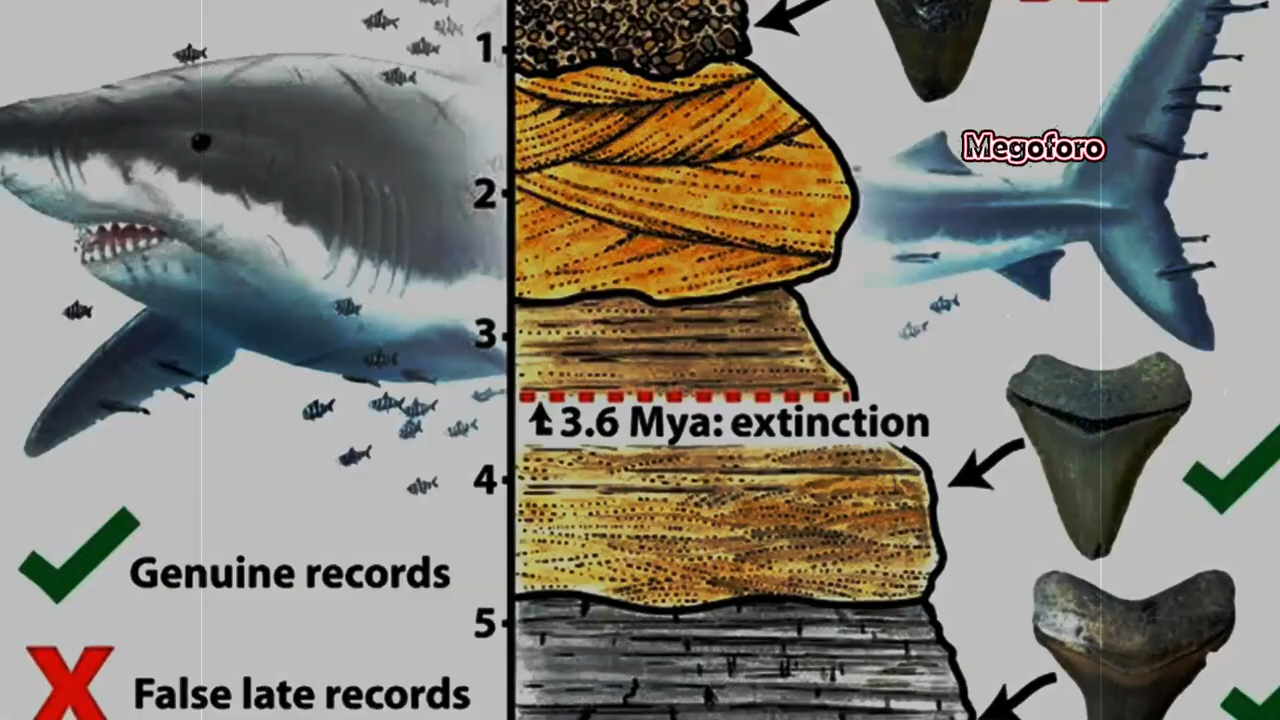 1
Megoforo
2
3
3.6 Mya: extinction
4
Genuine records
5
False late records